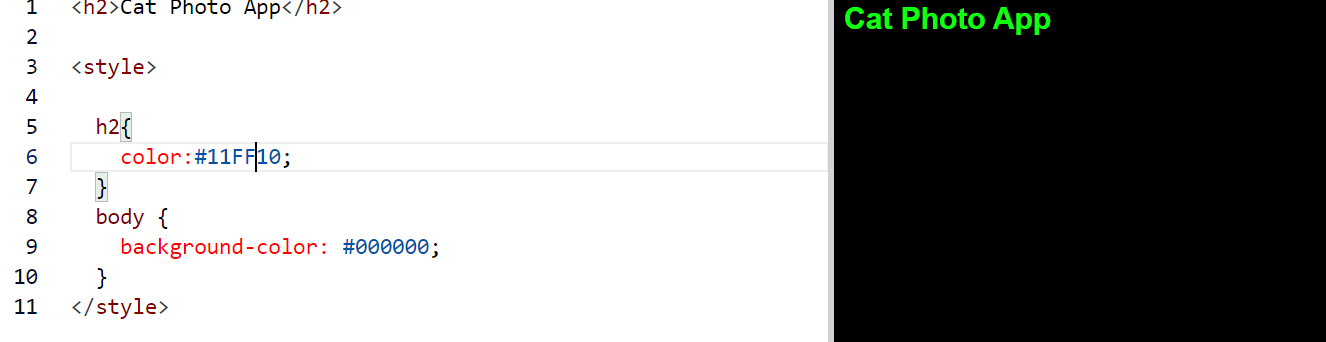 1 <h2>Cat Photo App</h2>
2
3 <style>
4
5 h2{
6 color:#11FF10;
7 }
8 body {
9 background-color: #000000;
10 }
11 </style>
Cat Photo App